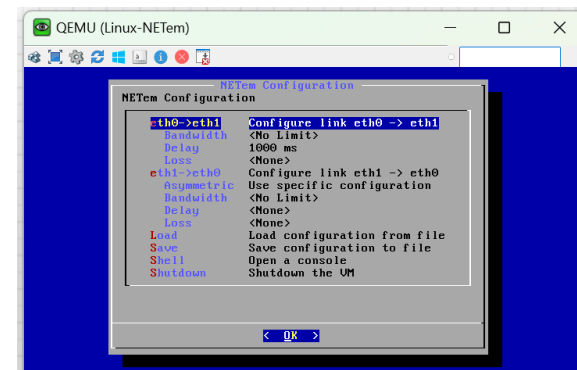 QEMU (Linux-NETem)
NETem Configuration
NETem Configuration
eth0->eth1 Configure link eth0 -> eth1
Bandwidth <No Limit>
Delay 1000 ms
Loss <None>
eth1->eth0 Configure link eth1 -> eth0
Asymmetric Use specific configuration
Bandwidth <No Limit>
Delay <None>
Loss <None>
Load Load configuration from file
Save Save configuration to file
Shell Open a console
Shutdown Shutdown the VM
< OK >